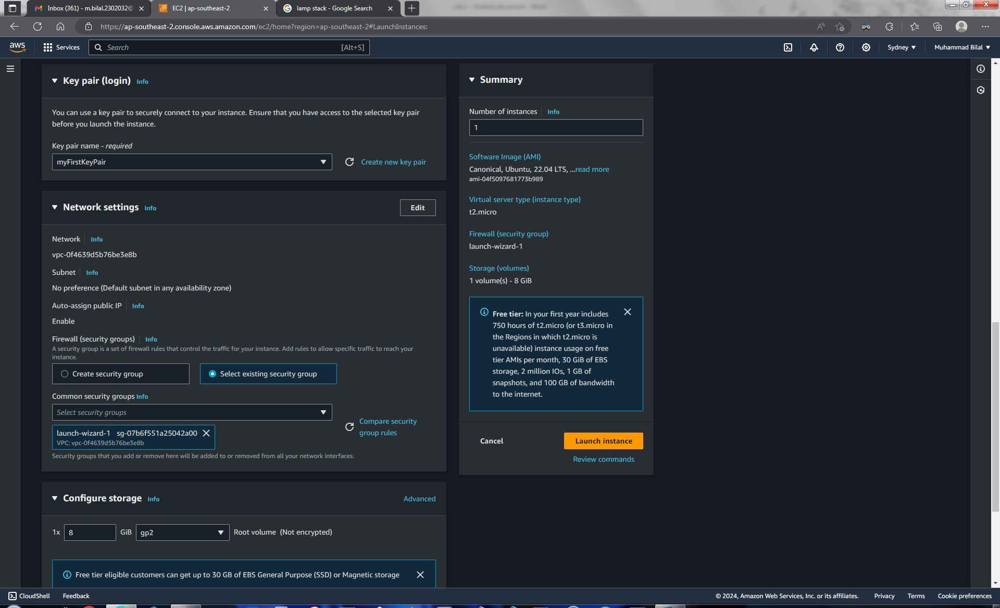 Inbox (361) - m.bilal.2302032@
EC2 | ap-southeast-2
lamp stack - Google Search
https://ap-southeast-2.console.aws.amazon.com/ec2/home?region=ap-southeast-2#LaunchInstances:
aws
Services
Search
[Alt+S]
Sydney
Muhammad Bilal
Key pair (login) Info
You can use a key pair to securely connect to your instance. Ensure that you have access to the selected key pair
before you launch the instance.
Key pair name - required
myFirstKeyPair
Create new key pair
Network settings Info
Edit
Network Info
vpc-0f4639d5b76be3e8b
Subnet Info
No preference (Default subnet in any availability zone)
Auto-assign public IP Info
Enable
Firewall (security groups) Info
A security group is a set of firewall rules that control the traffic for your instance. Add rules to allow specific traffic to reach your
instance.
Create security group
Select existing security group
Common security groups Info
Select security groups
Compare security
group rules
launch-wizard-1 sg-07b6f551a25042a00
VPC: vpc-0f4639d5b76be3e8b
Security groups that you add or remove here will be added to or removed from all your network interfaces.
Configure storage Info
Advanced
1x 8 GiB gp2 Root volume (Not encrypted)
Free tier eligible customers can get up to 30 GB of EBS General Purpose (SSD) or Magnetic storage
Summary
Number of instances Info
1
Software Image (AMI)
Canonical, Ubuntu, 22.04 LTS, ...read more
ami-04f5097681773b989
Virtual server type (instance type)
t2.micro
Firewall (security group)
launch-wizard-1
Storage (volumes)
1 volume(s) - 8 GiB
Free tier: In your first year includes
750 hours of t2.micro (or t3.micro in
the Regions in which t2.micro is
unavailable) instance usage on free
tier AMIs per month, 30 GiB of EBS
storage, 2 million IOs, 1 GB of
snapshots, and 100 GB of bandwidth
to the internet.
Cancel
Launch instance
Review commands
CloudShell
Feedback
© 2024, Amazon Web Services, Inc. or its affiliates.
Privacy
Terms
Cookie preferences